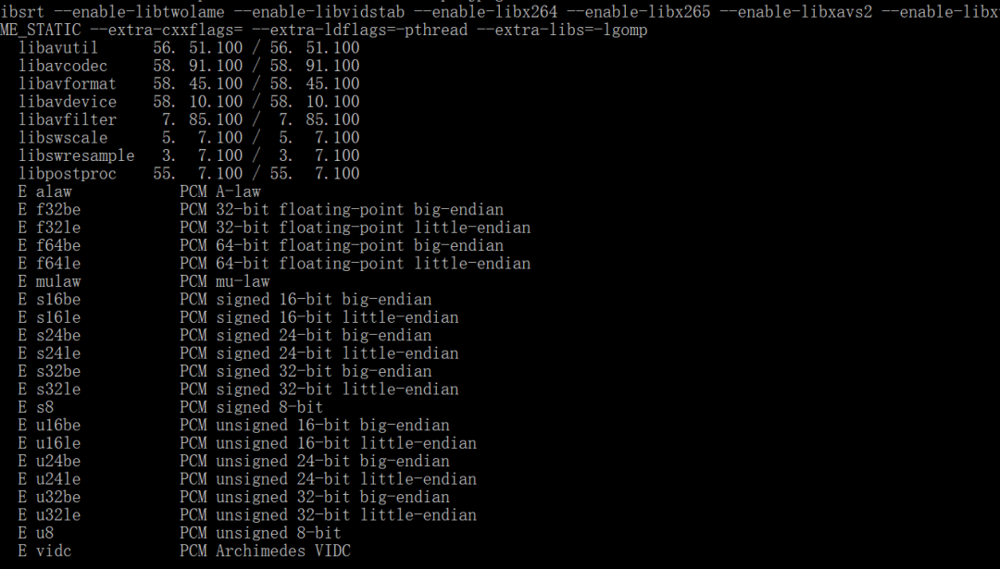 ibsrt --enable-libtwolame --enable-libvidstab --enable-libx264 --enable-libx265 --enable-libxavs2 --enable-libx
ME_STATIC --extra-cxxflags= --extra-ldflags=-pthread --extra-libs=-lgomp
libavutil 56. 51.100 / 56. 51.100
libavcodec 58. 91.100 / 58. 91.100
libavformat 58. 45.100 / 58. 45.100
libavdevice 58. 10.100 / 58. 10.100
libavfilter 7. 85.100 / 7. 85.100
libswscale 5. 7.100 / 5. 7.100
libswresample 3. 7.100 / 3. 7.100
libpostproc 55. 7.100 / 55. 7.100
E alaw PCM A-law
E f32be PCM 32-bit floating-point big-endian
E f32le PCM 32-bit floating-point little-endian
E f64be PCM 64-bit floating-point big-endian
E f64le PCM 64-bit floating-point little-endian
E mulaw PCM mu-law
E s16be PCM signed 16-bit big-endian
E s16le PCM signed 16-bit little-endian
E s24be PCM signed 24-bit big-endian
E s24le PCM signed 24-bit little-endian
E s32be PCM signed 32-bit big-endian
E s32le PCM signed 32-bit little-endian
E s8 PCM signed 8-bit
E u16be PCM unsigned 16-bit big-endian
E u16le PCM unsigned 16-bit little-endian
E u24be PCM unsigned 24-bit big-endian
E u24le PCM unsigned 24-bit little-endian
E u32be PCM unsigned 32-bit big-endian
E u32le PCM unsigned 32-bit little-endian
E u8 PCM unsigned 8-bit
E vidc PCM Archimedes VIDC